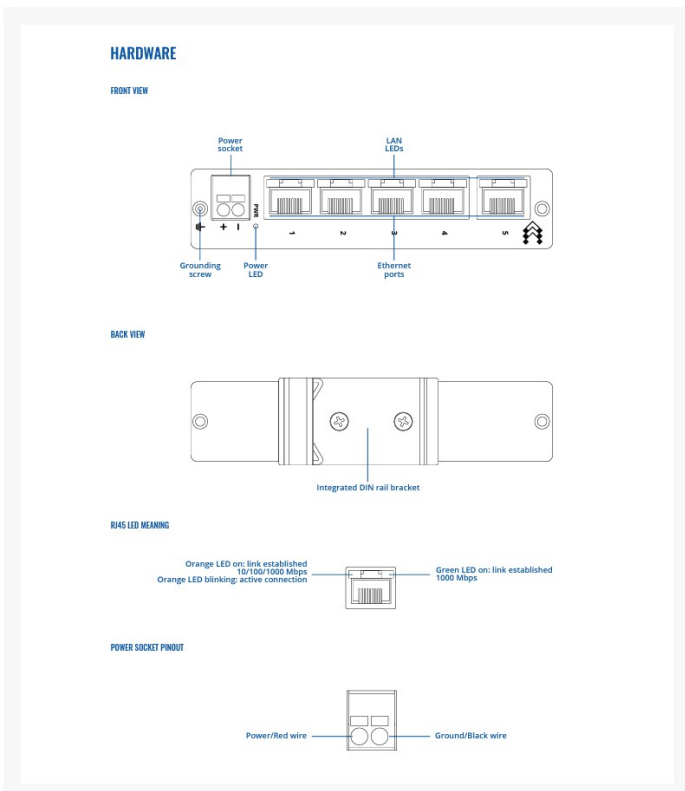 HARDWARE
FRONT VIEW
Power
socket
LAN
LEDs
PWR
+ −
1 2 3 4 5
Grounding
screw
Power
LED
Ethernet
ports
BACK VIEW
Integrated DIN rail bracket
RJ45 LED MEANING
Orange LED on: link established
10/100/1000 Mbps
Orange LED blinking: active connection
Green LED on: link established
1000 Mbps
POWER SOCKET PINOUT
Power/Red wire
Ground/Black wire